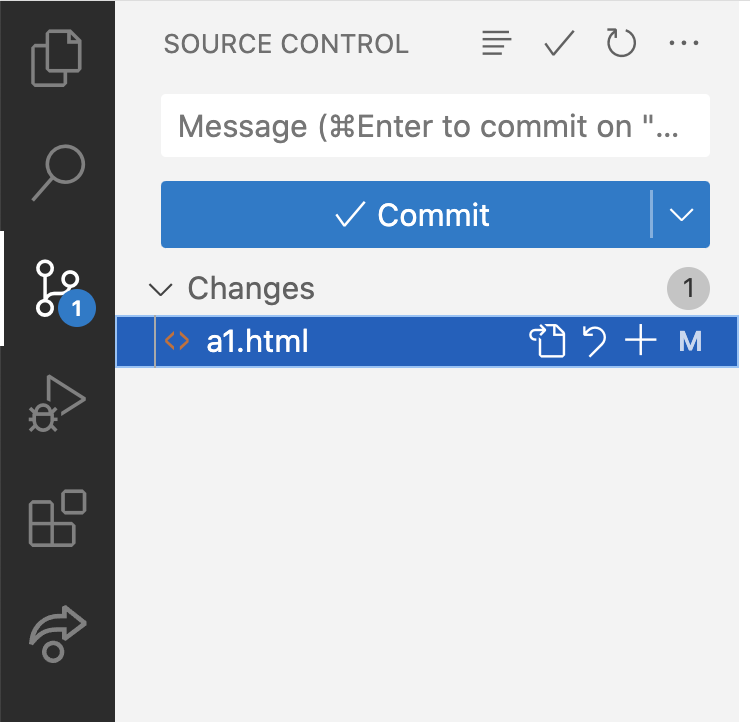 SOURCE CONTROL
Message (⌘Enter to commit on "...
Commit
1
Changes
1
a1.html
M